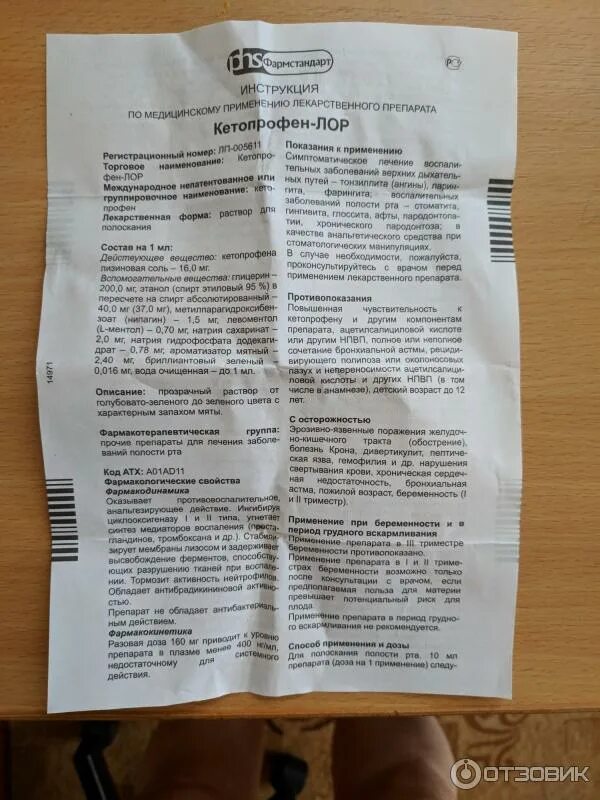 phs Фармстандарт
ИНСТРУКЦИЯ
ПО МЕДИЦИНСКОМУ ПРИМЕНЕНИЮ ЛЕКАРСТВЕННОГО ПРЕПАРАТА
Кетопрофен-ЛОР
Регистрационный номер: ЛП-005611
Торговое наименование: Кетопро-
фен-ЛОР
Международное непатентованное или
группировочное наименование: кето-
профен
Лекарственная форма: раствор для
полоскания
Состав на 1 мл:
Действующее вещество: кетопрофена
лизиновая соль – 16,0 мг.
Вспомогательные вещества: глицерин –
200,0 мг, этанол (спирт этиловый 95 %) в
пересчете на спирт абсолютированный –
40,0 мг (37,0 мг), метилпарагидроксибен-
зоат (нипагин) – 1,5 мг, левоментол
(L-ментол) – 0,70 мг, натрия сахаринат –
2,0 мг, натрия гидрофосфата додекаги-
драт – 0,78 мг, ароматизатор мятный –
2,40 мг, бриллиантовый зеленый –
0,016 мг, вода очищенная – до 1 мл.
Описание: прозрачный раствор от
голубовато-зеленого до зеленого цвета с
характерным запахом мяты.
Фармакотерапевтическая группа:
прочие препараты для лечения заболе-
ваний полости рта
Код АТХ: A01AD11
Фармакологические свойства
Фармакодинамика
Оказывает противовоспалительное,
анальгезирующее действие. Ингибируя
циклооксигеназу I и II типа, угнетает
синтез медиаторов воспаления (проста-
гландинов, тромбоксана и др.). Стабили-
зирует мембраны лизосом и задерживает
высвобождение ферментов, способству-
ющих разрушению тканей при воспале-
нии. Тормозит активность нейтрофилов.
Обладает антибрадикининовой активно-
стью.
Препарат не обладает антибактериаль-
ным действием.
Фармакокинетика
Разовая доза 160 мг приводит к уровню
препарата в плазме менее 400 нг/мл,
недостаточному для системного
действия.
Показания к применению
Симптоматическое лечение воспали-
тельных заболеваний верхних дыхатель-
ных путей – тонзиллита (ангины), ларин-
гита, фарингита; воспалительных
заболеваний полости рта – стоматита,
гингивита, глоссита, афты, пародонтопа-
тии, хронического пародонтоза; в
качестве анальгетического средства при
стоматологических манипуляциях.
В случае необходимости, пожалуйста,
проконсультируйтесь с врачом перед
применением лекарственного препарата.
Противопоказания
Повышенная чувствительность к
кетопрофену и другим компонентам
препарата, ацетилсалициловой кислоте
или другим НПВП, полное или неполное
сочетание бронхиальной астмы, рециди-
вирующего полипоза или околоносовых
пазух и непереносимости ацетилсалици-
ловой кислоты и других НПВП (в том
числе в анамнезе), детский возраст до 12
лет.
С осторожностью
Эрозивно-язвенные поражения желудоч-
но-кишечного тракта (обострение),
болезнь Крона, дивертикулит, пептиче-
ская язва, гемофилия и др. нарушения
свертывания крови, хроническая сердеч-
ная недостаточность, бронхиальная
астма, пожилой возраст, беременность (I
и II триместр).
Применение при беременности и в
период грудного вскармливания
Применение препарата в III триместре
беременности противопоказано.
Применение препарата в I и II триме-
страх беременности возможно только
после консультации с врачом, если
предполагаемая польза для матери
превышает потенциальный риск для
плода.
Применение препарата в период грудно-
го вскармливания не рекомендуется.
Способ применения и дозы
Для полоскания полости рта. 10 мл
препарата (доза на 1 применение) следу-
14971
ОТЗОВИК